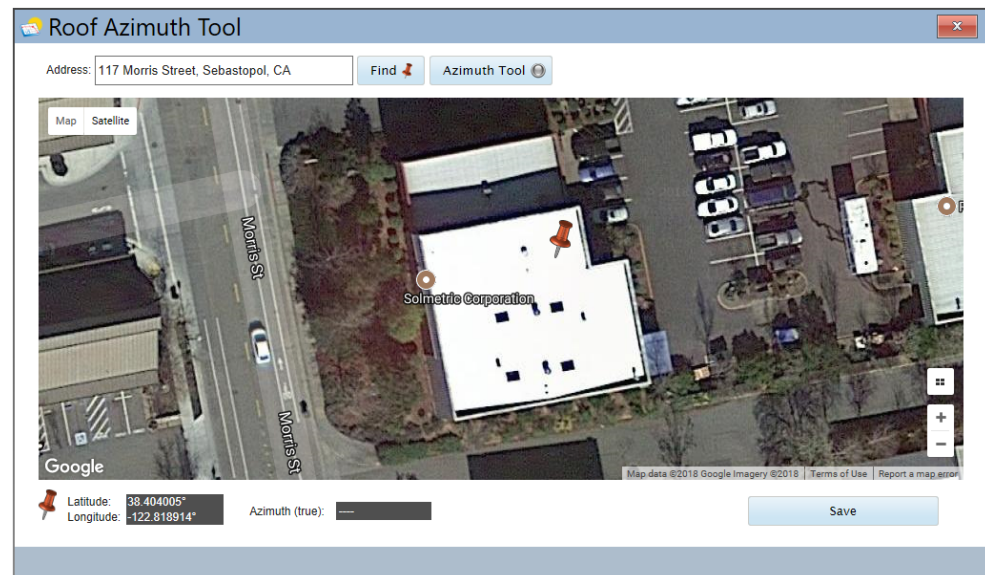 Roof Azimuth Tool
x
Address: 117 Morris Street, Sebastopol, CA Find Azimuth Tool
Map Satellite
Morris St
Solmetric Corporation
Morris St
+
−
Google
Map data ©2018 Google Imagery ©2018 Terms of Use Report a map error
Latitude: 38.404005°
Longitude: -122.818914°
Azimuth (true): ----
Save